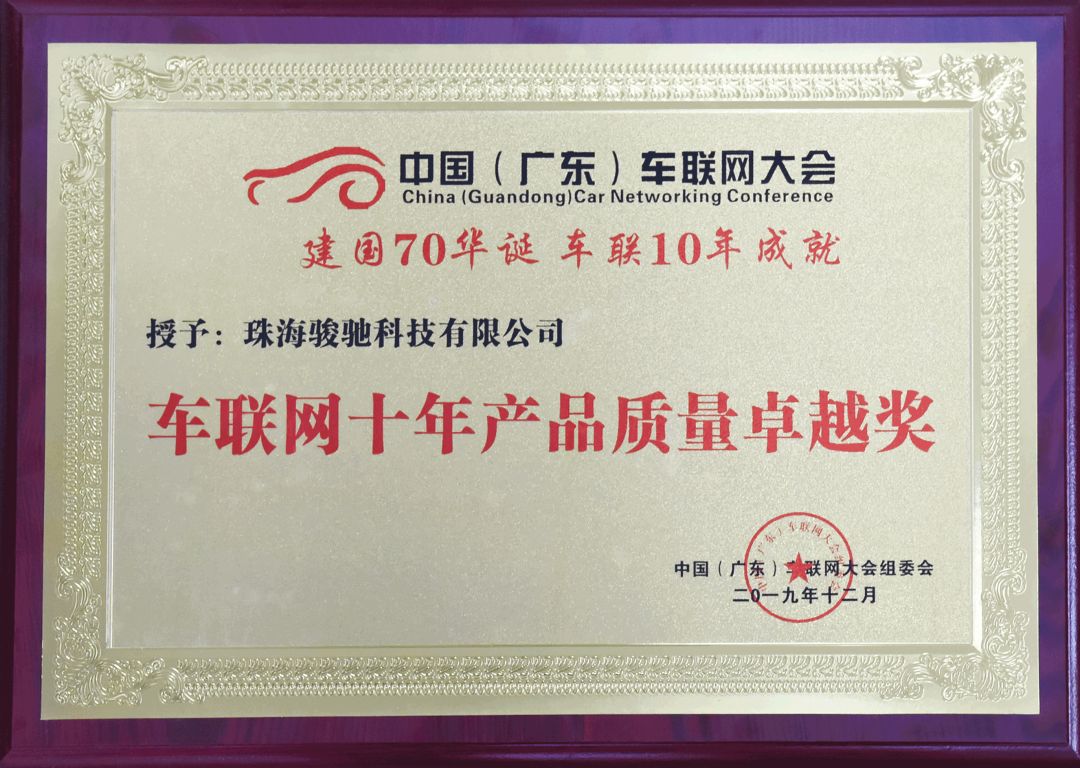 中国（广东）车联网大会
China (Guandong)Car Networking Conference
建国70华诞 车联10年成就
授予：珠海骏驰科技有限公司
车联网十年产品质量卓越奖
中国（广东）车联网大会组委会
二0一九年十二月